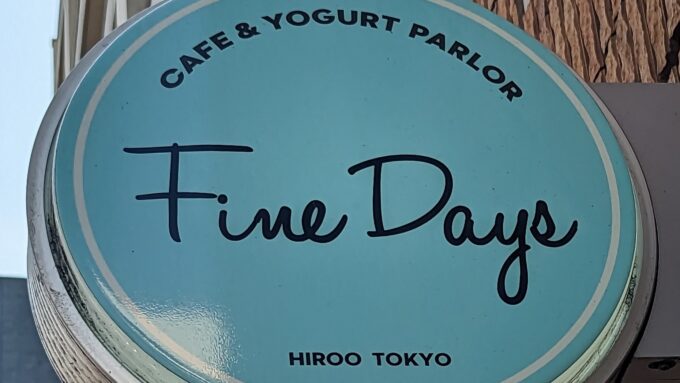 CAFE & YOGURT PARLOR
Fine Days
HIROO TOKYO